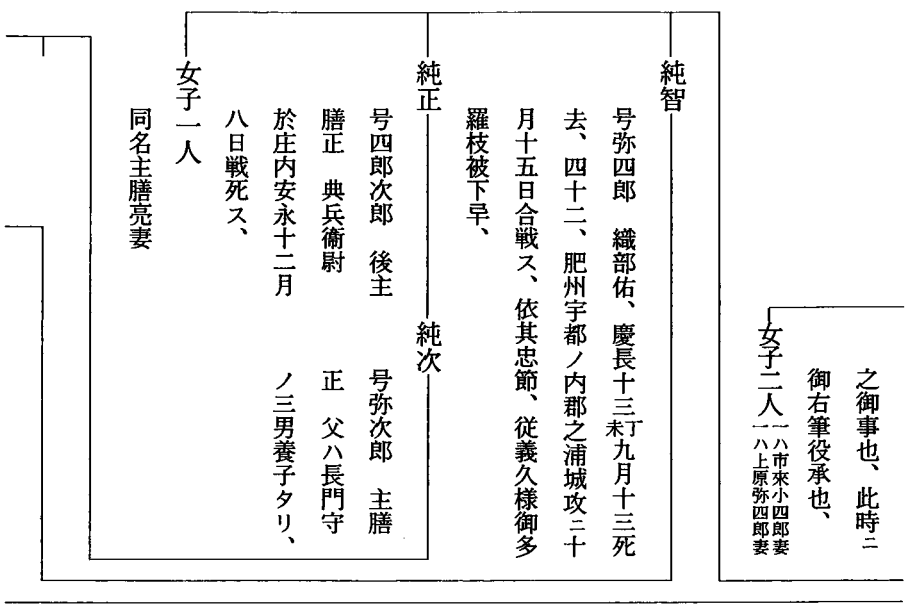 之御事也、此時ニ
御右筆役承也、
女子二人
一ハ市來小四郎妻
一ハ上原弥四郎妻
純智
号弥四郎 織部佑、慶長十三丁未九月十三死
去、四十二、肥州宇都ノ内郡之浦城攻ニ十
月十五日合戦ス、依其忠節、従義久様御多
羅枝被下早、
純正
号四郎次郎 後主
膳正 典兵衞尉
於庄内安永十二月
八日戦死ス、
純次
号弥次郎 主膳
正 父ハ長門守
ノ三男養子タリ、
女子一人
同名主膳亮妻